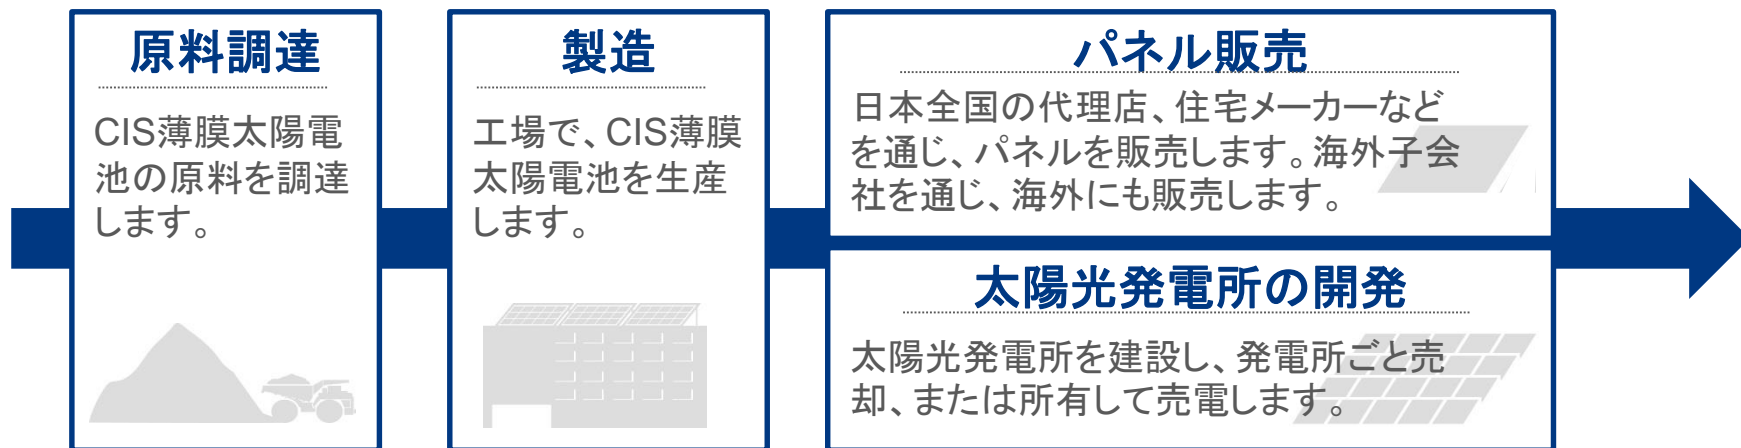 原料調達
CIS薄膜太陽電
池の原料を調達
します。
製造
工場で、CIS薄膜
太陽電池を生産
します。
パネル販売
日本全国の代理店、住宅メーカーなど
を通じ、パネルを販売します。海外子会
社を通じ、海外にも販売します。
太陽光発電所の開発
太陽光発電所を建設し、発電所ごと売
却、または所有して売電します。